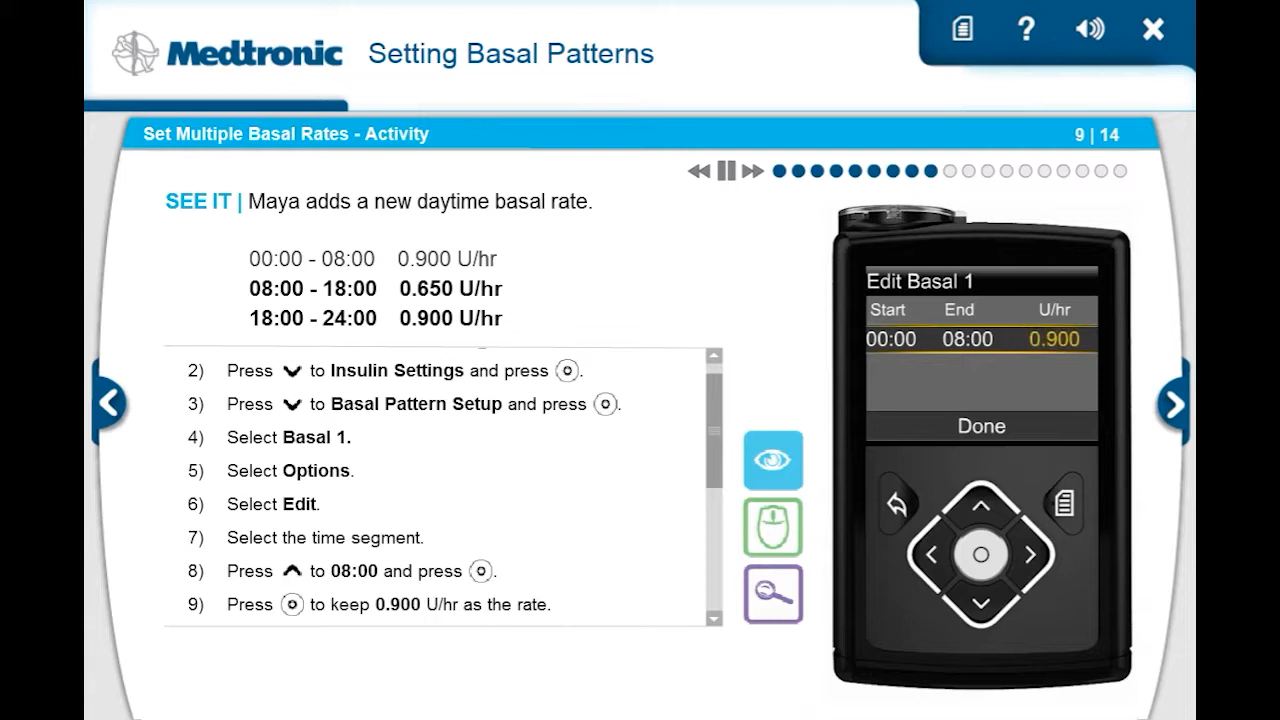 Medtronic Setting Basal Patterns
?
Set Multiple Basal Rates - Activity 9 | 14
SEE IT | Maya adds a new daytime basal rate.
00:00 - 08:00 0.900 U/hr
08:00 - 18:00 0.650 U/hr
18:00 - 24:00 0.900 U/hr
2) Press to Insulin Settings and press .
3) Press to Basal Pattern Setup and press .
4) Select Basal 1.
5) Select Options.
6) Select Edit.
7) Select the time segment.
8) Press to 08:00 and press .
9) Press to keep 0.900 U/hr as the rate.
Edit Basal 1
Start End U/hr
00:00 08:00 0.900
Done